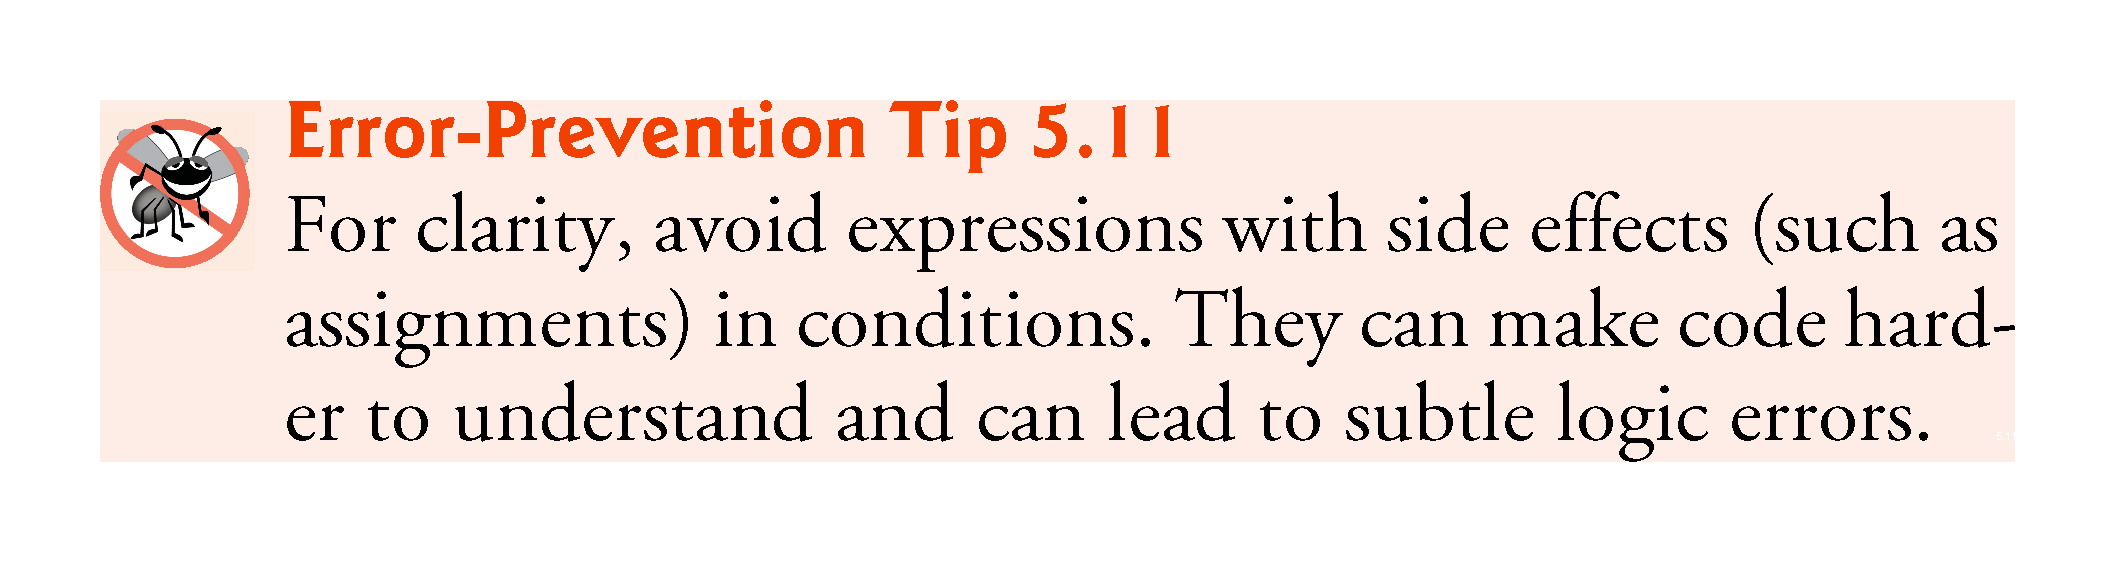 Error-Prevention Tip 5.11
For clarity, avoid expressions with side effects (such as
assignments) in conditions. They can make code hard-
er to understand and can lead to subtle logic errors.